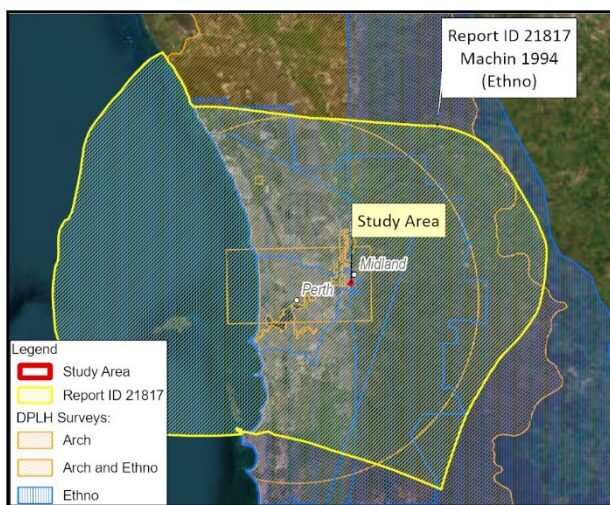 Report ID 21817
Machin 1994
(Ethno)
Study Area
Midland
Perth
Legend
Study Area
Report ID 21817
DPLH Surveys:
Arch
Arch and Ethno
Ethno